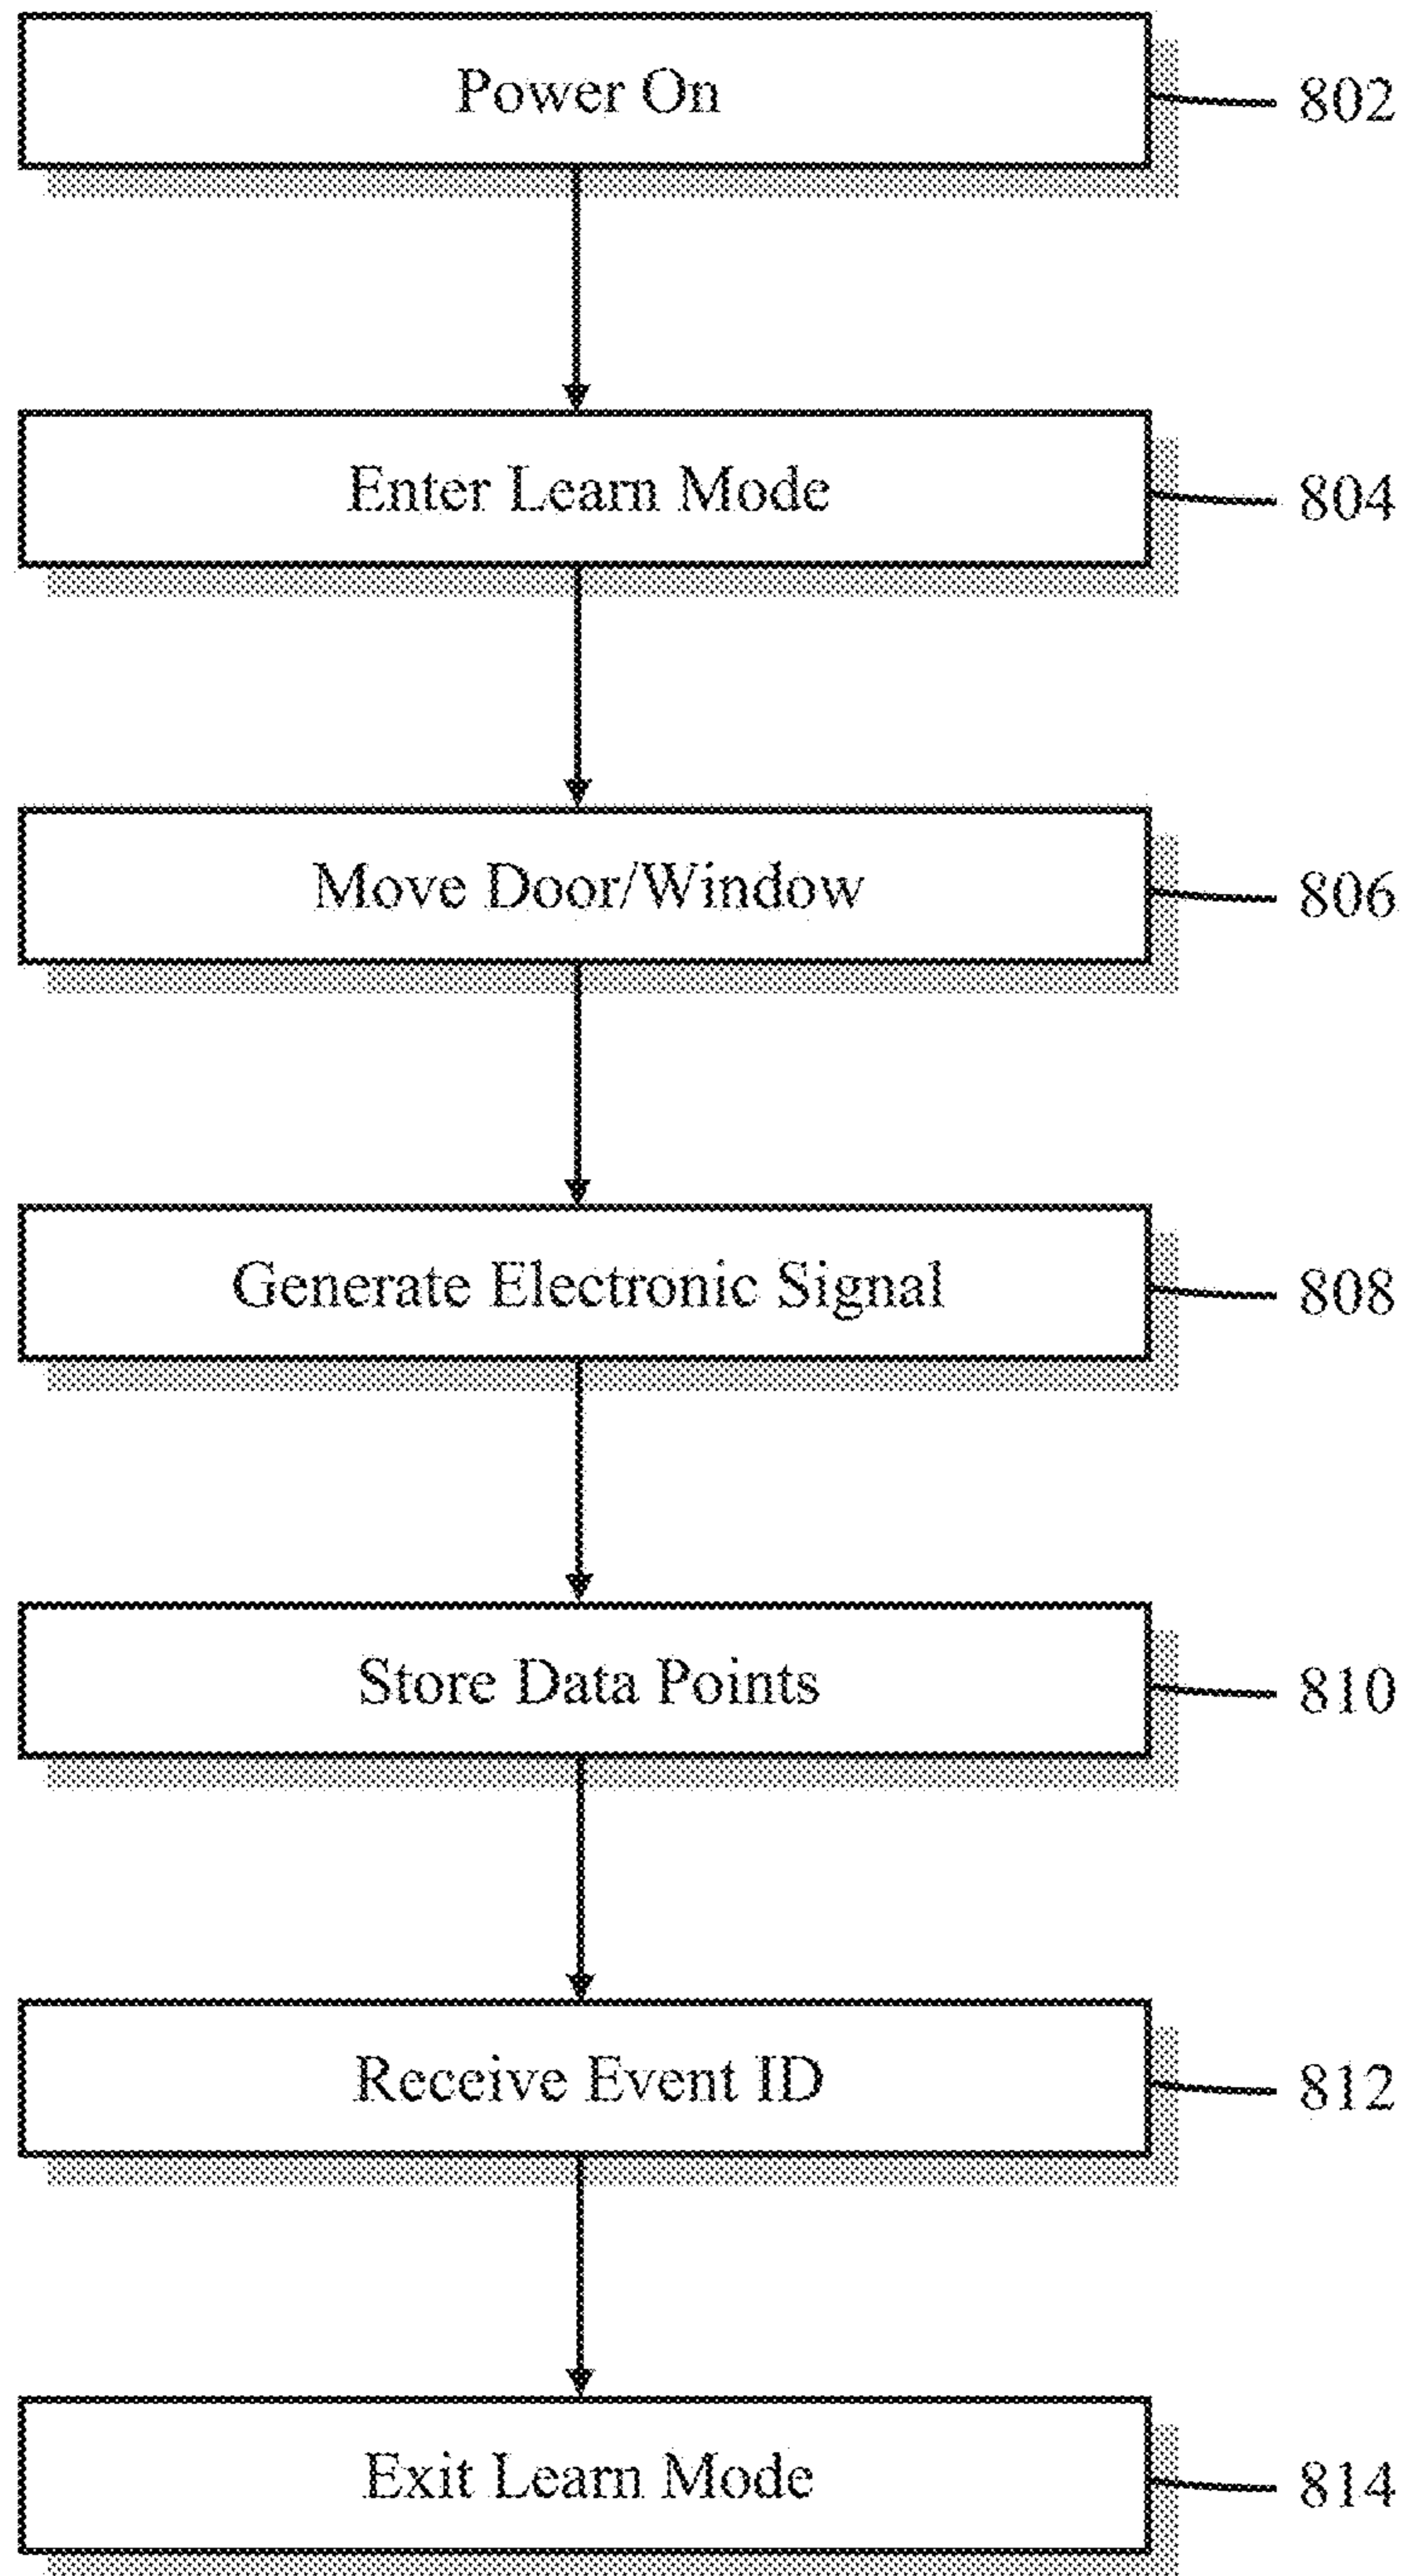 Power On
802
Enter Learn Mode
804
Move Door/Window
806
Generate Electronic Signal
808
Store Data Points
810
Receive Event ID
812
Exit Learn Mode
814